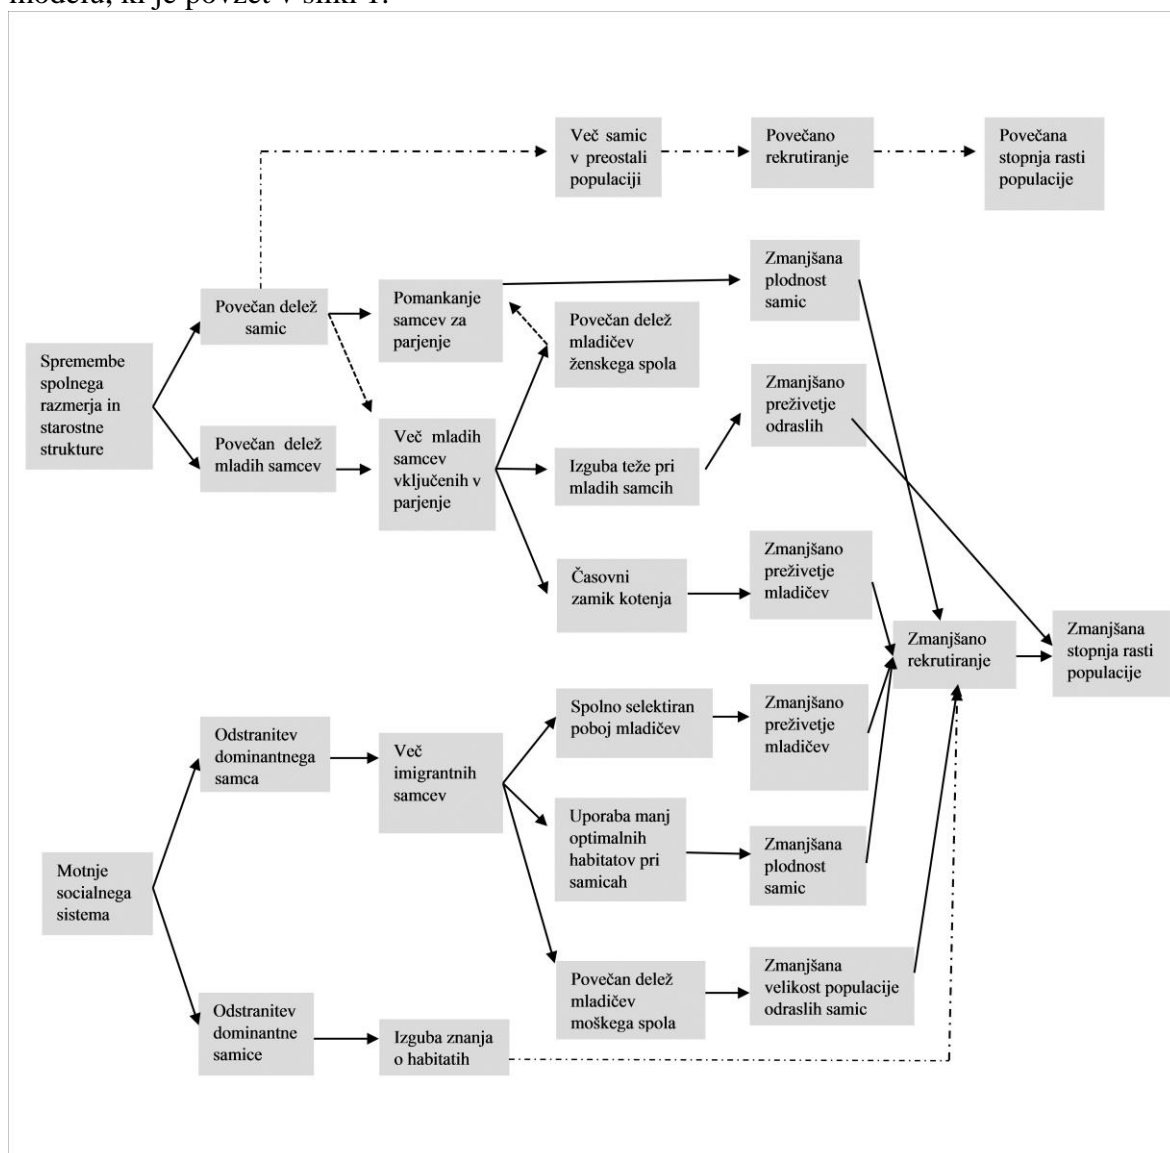 modelu, ki je povzet v sliki 1.
Več samic
v preostali
populaciji
Povečano
rekrutiranje
Povečana
stopnja rasti
populacije
Povečan delež
samic
Pomankanje
samcev za
parjenje
Zmanjšana
plodnost
samic
Povečan delež
mladičev
ženskega spola
Spremembe
spolnega
razmerja in
starostne
strukture
Zmanjšano
preživetje
odraslih
Povečan delež
mladih samcev
Več mladih
samcev
vključenih v
parjenje
Izguba teže pri
mladih samcih
Časovni
zamik kotenja
Zmanjšano
preživetje
mladičev
Zmanjšano
rekrutiranje
Zmanjšana
stopnja rasti
populacije
Odstranitev
dominantnega
samca
Več
imigrantnih
samcev
Spolno selektiran
poboj mladičev
Zmanjšano
preživetje
mladičev
Uporaba manj
optimalnih
habitatov pri
samicah
Zmanjšana
plodnost
samic
Motnje
socialnega
sistema
Povečan delež
mladičev
moškega spola
Zmanjšana
velikost populacije
odraslih samic
Odstranitev
dominantne
samice
Izguba znanja
o habitatih